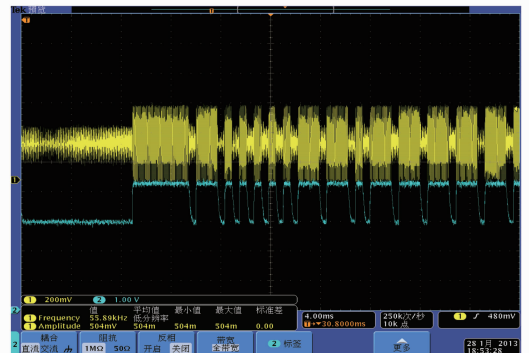 Tek 预览
1 200mV 2 1.00 V
值 平均值 最小值 最大值 标准差
1 Frequency 55.89kHz 低分辨率
1 Amplitude 504mV 504m 504m 504m 0.00
4.00ms
30.8000ms
250k次/秒
10k 点
1 480mV
2
耦合
直流 交流
阻抗
1MΩ 50Ω
反相
开启 关闭
带宽
全带宽
2 标签
更多
28 1月 2013
18:53:28